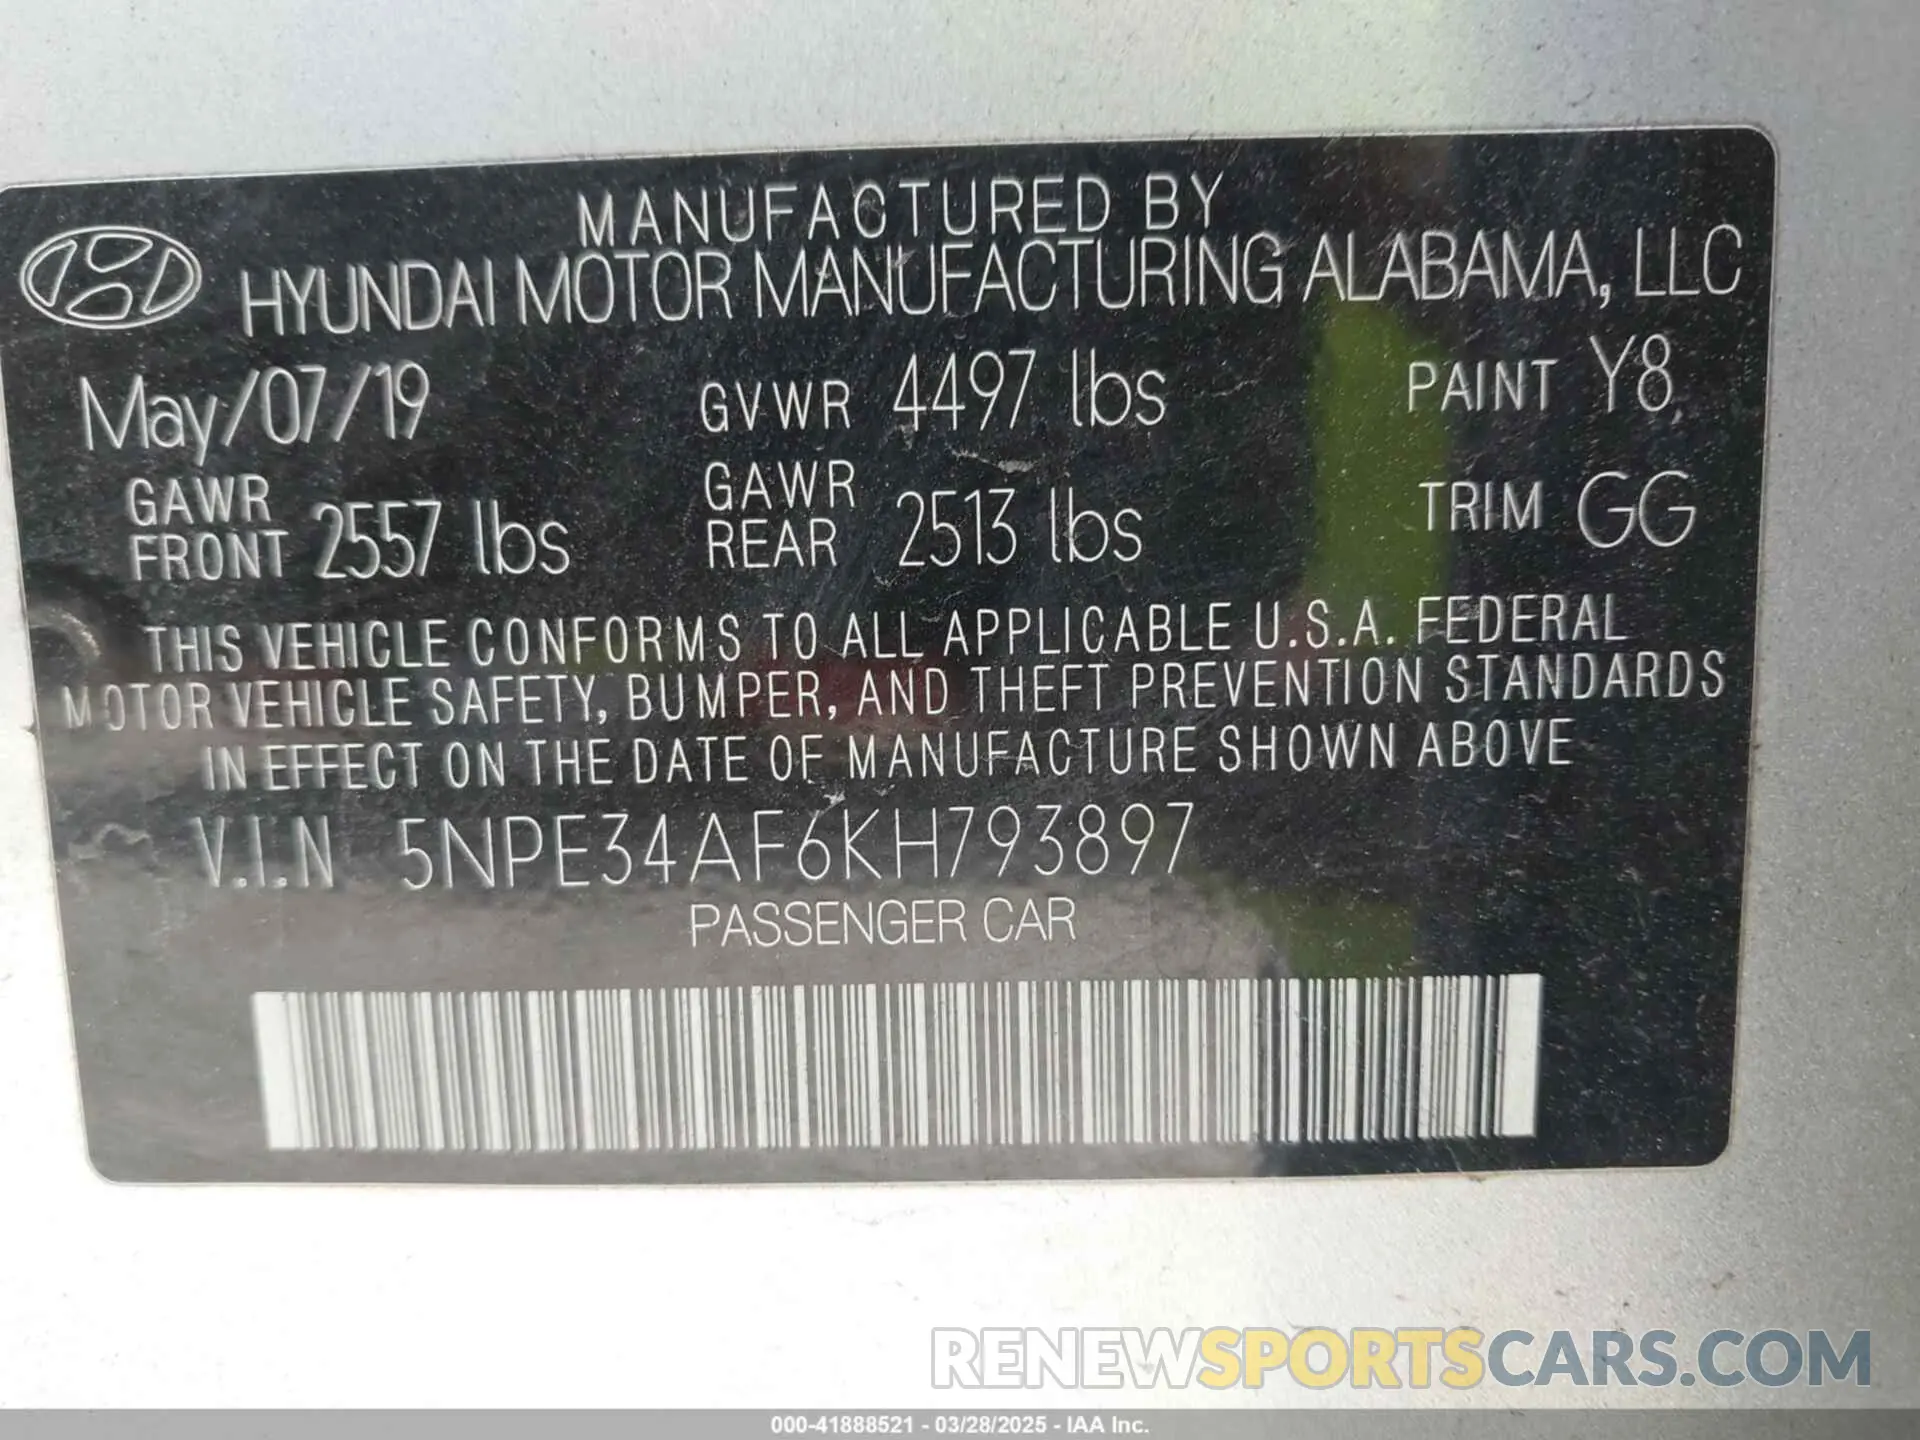 MANUFACTURED BY
HYUNDAI MOTOR MANUFACTURING ALABAMA, LLC
May/07/19 GVWR 4497 lbs PAINT Y8
GAWR FRONT 2557 lbs GAWR REAR 2513 lbs TRIM GG
THIS VEHICLE CONFORMS TO ALL APPLICABLE U.S.A. FEDERAL
MOTOR VEHICLE SAFETY, BUMPER, AND THEFT PREVENTION STANDARDS
IN EFFECT ON THE DATE OF MANUFACTURE SHOWN ABOVE
V.I.N 5NPE34AF6KH793897
PASSENGER CAR
RENEWSPORTSCARS.COM
000-41888521 - 03/28/2025 - IAA Inc.